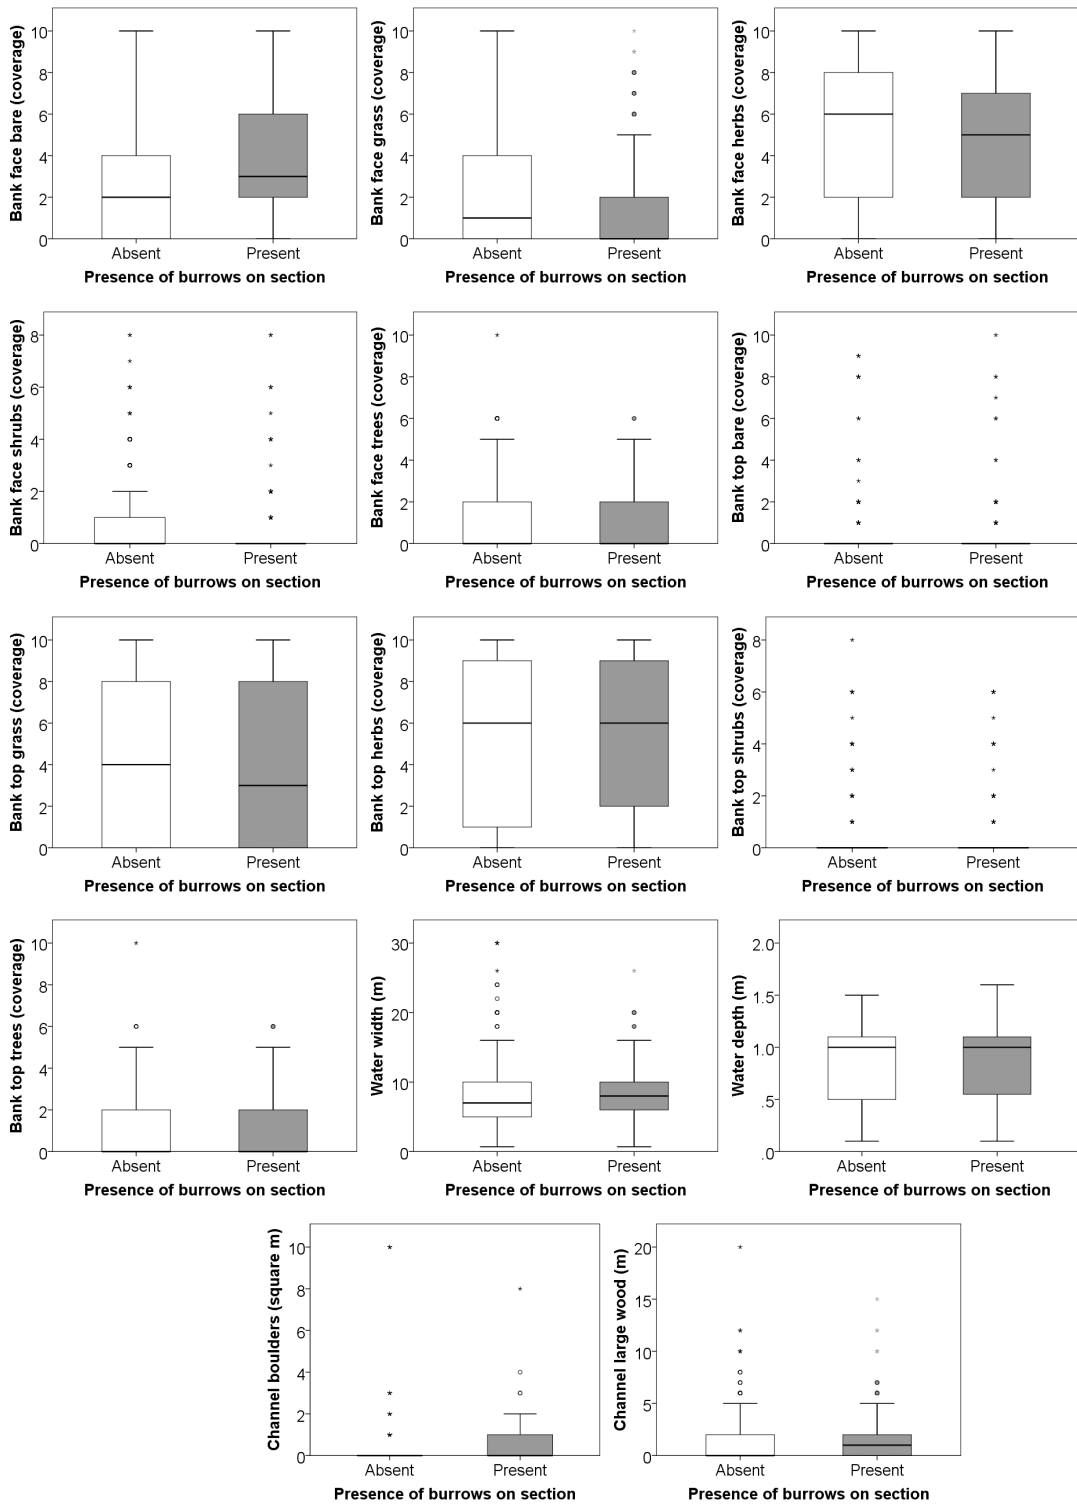 Bank face bare (coverage)
10
8
6
4
2
0
Absent Present
Presence of burrows on section
Bank face grass (coverage)
10
8
6
4
2
0
Absent Present
Presence of burrows on section
Bank face herbs (coverage)
10
8
6
4
2
0
Absent Present
Presence of burrows on section
Bank face shrubs (coverage)
8
6
4
2
0
Absent Present
Presence of burrows on section
Bank face trees (coverage)
10
8
6
4
2
0
Absent Present
Presence of burrows on section
Bank top bare (coverage)
10
8
6
4
2
0
Absent Present
Presence of burrows on section
Bank top grass (coverage)
10
8
6
4
2
0
Absent Present
Presence of burrows on section
Bank top herbs (coverage)
10
8
6
4
2
0
Absent Present
Presence of burrows on section
Bank top shrubs (coverage)
8
6
4
2
0
Absent Present
Presence of burrows on section
Bank top trees (coverage)
10
8
6
4
2
0
Absent Present
Presence of burrows on section
Water width (m)
30
20
10
0
Absent Present
Presence of burrows on section
Water depth (m)
2.0
1.5
1.0
.5
.0
Absent Present
Presence of burrows on section
Channel boulders (square m)
10
8
6
4
2
0
Absent Present
Presence of burrows on section
Channel large wood (m)
20
15
10
5
0
Absent Present
Presence of burrows on section